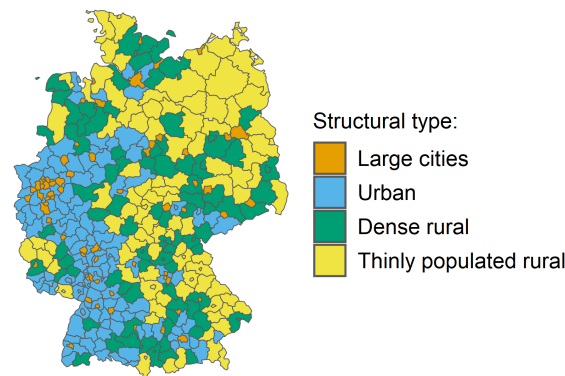 Structural type:
Large cities
Urban
Dense rural
Thinly populated rural